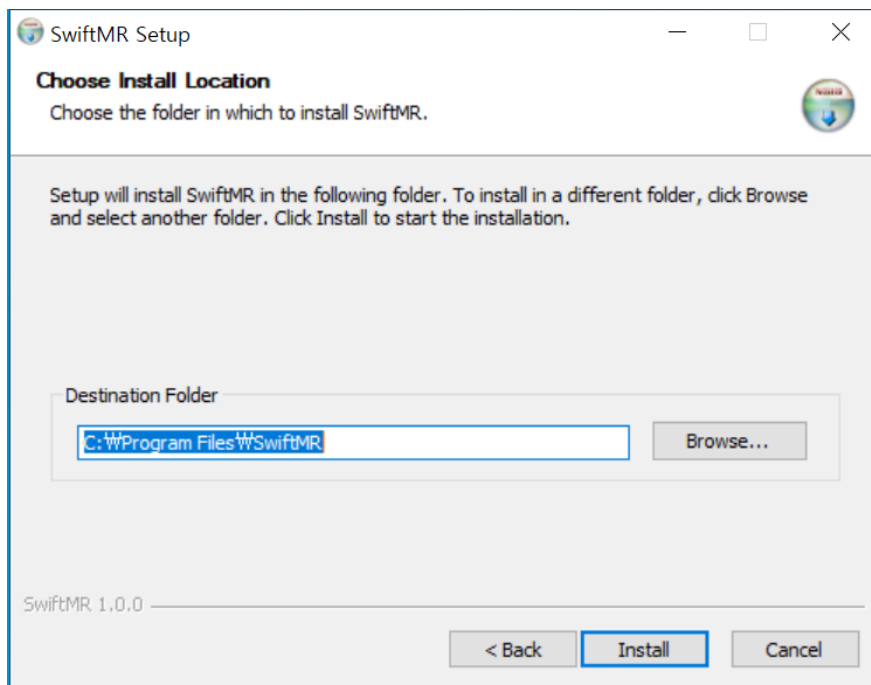 SwiftMR Setup
Choose Install Location
Choose the folder in which to install SwiftMR.
Setup will install SwiftMR in the following folder. To install in a different folder, click Browse
and select another folder. Click Install to start the installation.
Destination Folder
C:₩Program Files₩SwiftMR
Browse...
SwiftMR 1.0.0
< Back
Install
Cancel